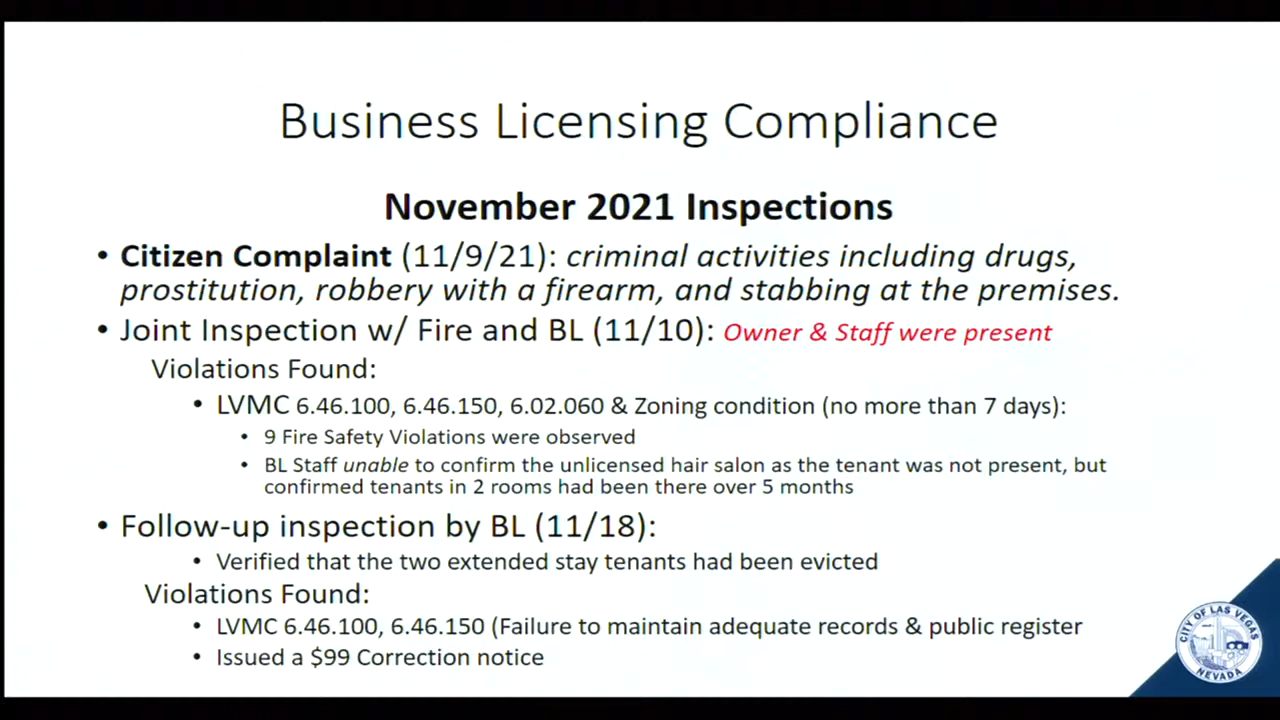 Business Licensing Compliance
November 2021 Inspections
• Citizen Complaint (11/9/21): criminal activities including drugs,
prostitution, robbery with a firearm, and stabbing at the premises.
• Joint Inspection w/ Fire and BL (11/10): Owner & Staff were present
Violations Found:
• LVMC 6.46.100, 6.46.150, 6.02.060 & Zoning condition (no more than 7 days):
• 9 Fire Safety Violations were observed
• BL Staff unable to confirm the unlicensed hair salon as the tenant was not present, but
confirmed tenants in 2 rooms had been there over 5 months
• Follow-up inspection by BL (11/18):
• Verified that the two extended stay tenants had been evicted
Violations Found:
• LVMC 6.46.100, 6.46.150 (Failure to maintain adequate records & public register
• Issued a $99 Correction notice
CITY OF LAS VEGAS
NEVADA